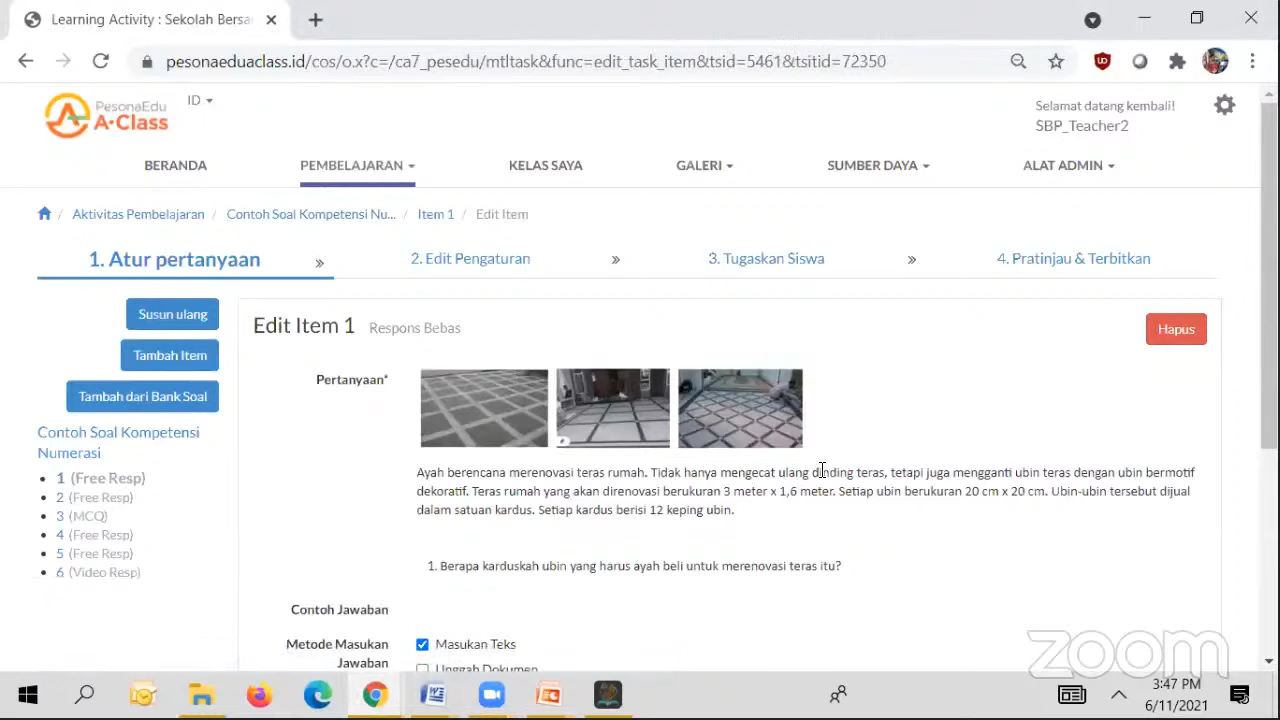 Learning Activity : Sekolah Bersa
pesonaeduaclass.id/cos/o.x?c=/ca7_pesedu/mtltask&func=edit_task_item&tsid=5461&tsitid=72350
PesonaEdu
A·Class
ID
Selamat datang kembali!
SBP_Teacher2
BERANDA PEMBELAJARAN KELAS SAYA GALERI SUMBER DAYA ALAT ADMIN
/ Aktivitas Pembelajaran / Contoh Soal Kompetensi Nu... / Item 1 / Edit Item
1. Atur pertanyaan » 2. Edit Pengaturan » 3. Tugaskan Siswa » 4. Pratinjau & Terbitkan
Susun ulang
Tambah Item
Tambah dari Bank Soal
Contoh Soal Kompetensi
Numerasi
1 (Free Resp)
2 (Free Resp)
3 (MCQ)
4 (Free Resp)
5 (Free Resp)
6 (Video Resp)
Edit Item 1 Respons Bebas
Hapus
Pertanyaan*
Ayah berencana merenovasi teras rumah. Tidak hanya mengecat ulang dinding teras, tetapi juga mengganti ubin teras dengan ubin bermotif
dekoratif. Teras rumah yang akan direnovasi berukuran 3 meter x 1,6 meter. Setiap ubin berukuran 20 cm x 20 cm. Ubin-ubin tersebut dijual
dalam satuan kardus. Setiap kardus berisi 12 keping ubin.
1. Berapa karduskah ubin yang harus ayah beli untuk merenovasi teras itu?
Contoh Jawaban
Metode Masukan
Jawaban
Masukan Teks
Unggah Dokumen
zoom
3:47 PM
6/11/2021